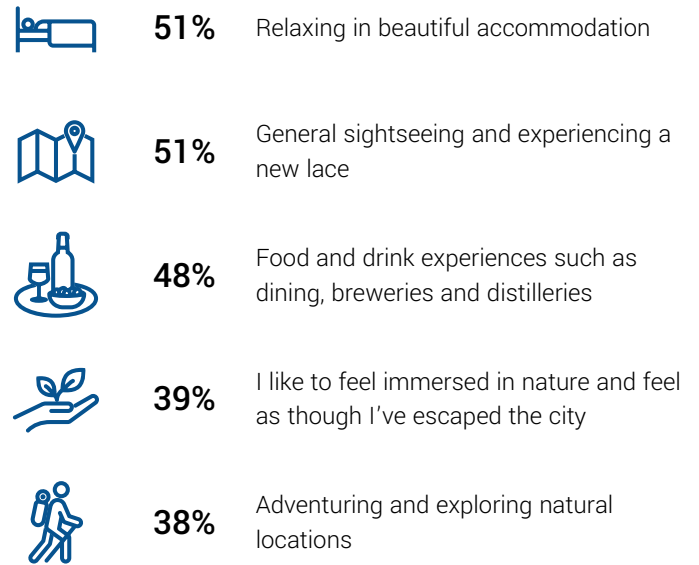 51% Relaxing in beautiful accommodation
51% General sightseeing and experiencing a
new lace
48% Food and drink experiences such as
dining, breweries and distilleries
39% I like to feel immersed in nature and feel
as though I've escaped the city
38% Adventuring and exploring natural
locations